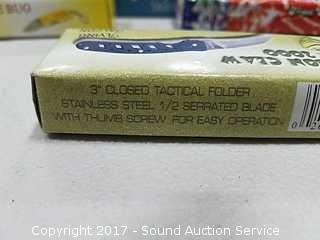 BUG
3" CLOSED TACTICAL FOLDER
STAINLESS STEEL 1/2 SERRATED BLADE
WITH THUMB SCREW FOR EASY OPERATION
Copyright 2017 - Sound Auction Service